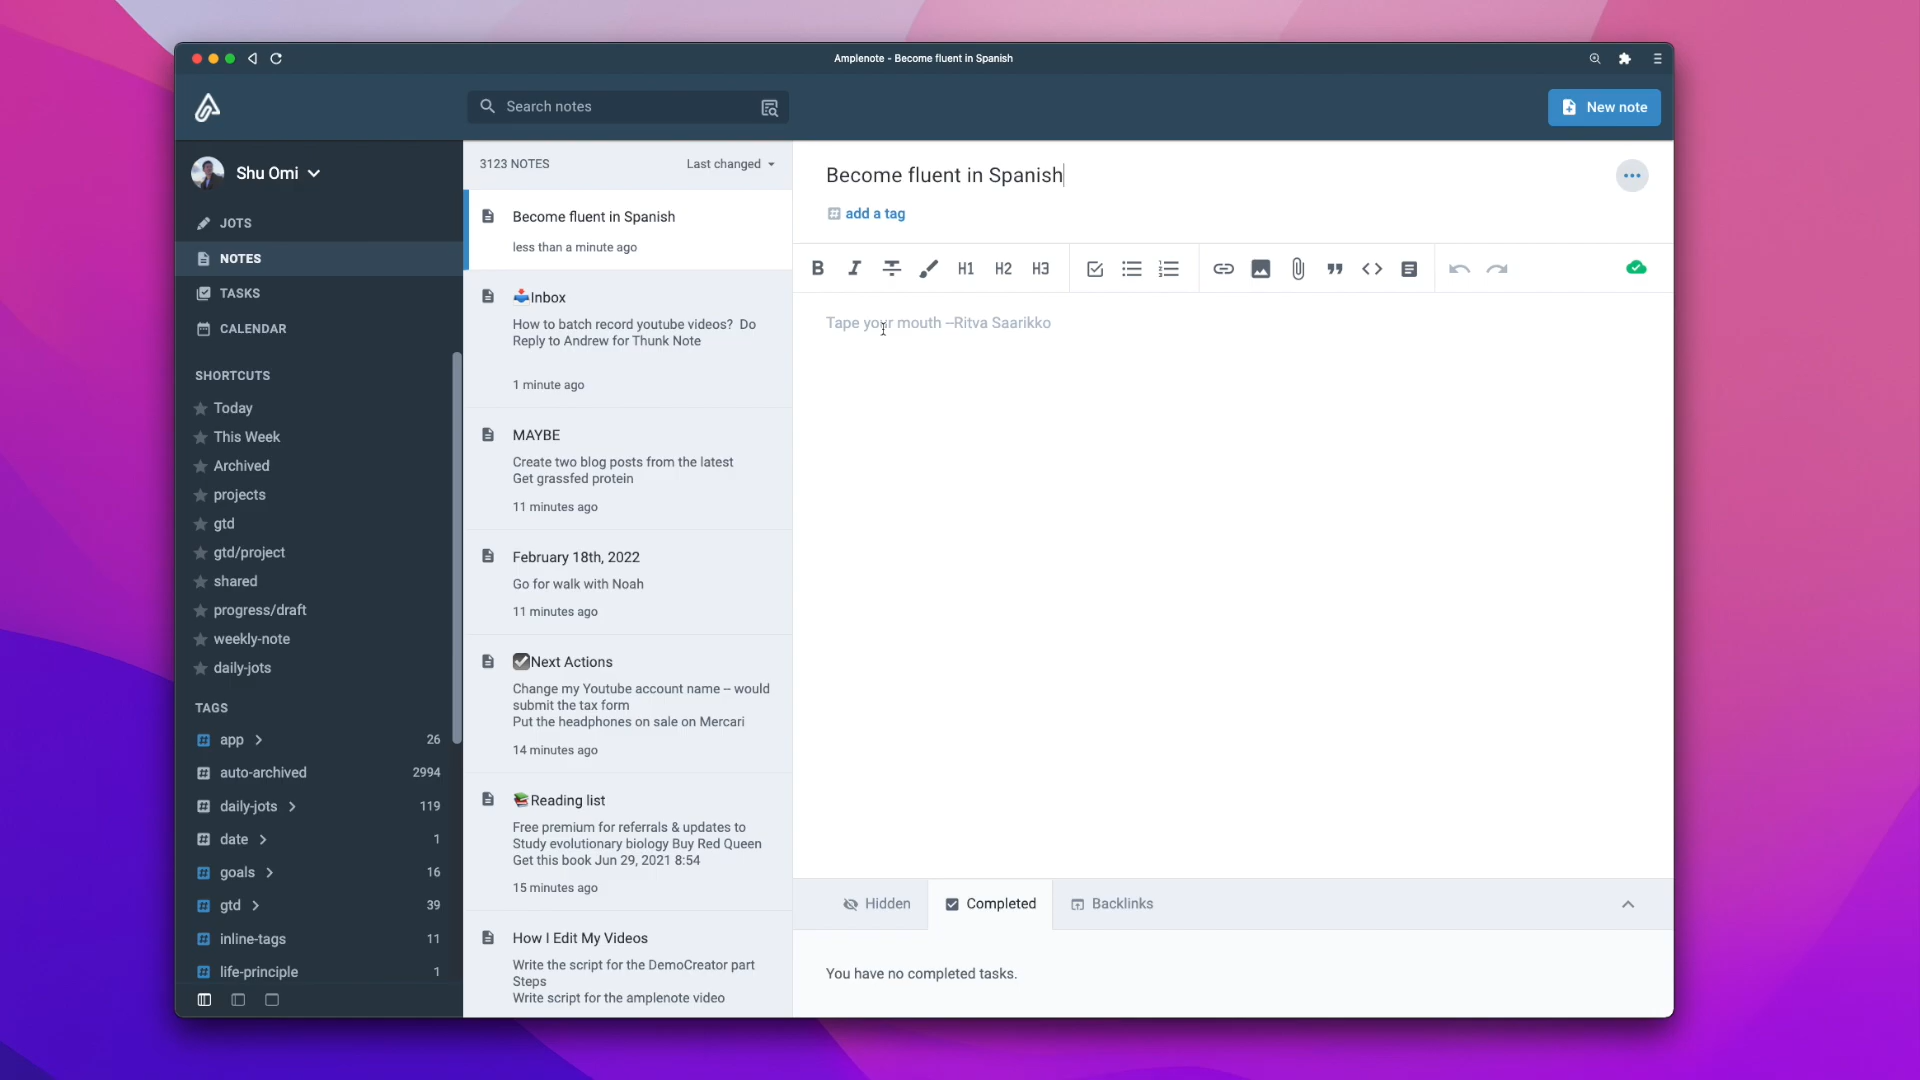 Amplenote - Become fluent in Spanish
Search notes
New note
Shu Omi
JOTS
NOTES
TASKS
CALENDAR
SHORTCUTS
Today
This Week
Archived
projects
gtd
gtd/project
shared
progress/draft
weekly-note
daily-jots
TAGS
app 26
auto-archived 2994
daily-jots 119
date 1
goals 16
gtd 39
inline-tags 11
life-principle 1
3123 NOTES
Last changed
Become fluent in Spanish
less than a minute ago
Inbox
How to batch record youtube videos? Do
Reply to Andrew for Thunk Note
1 minute ago
MAYBE
Create two blog posts from the latest
Get grassfed protein
11 minutes ago
February 18th, 2022
Go for walk with Noah
11 minutes ago
Next Actions
Change my Youtube account name -- would
submit the tax form
Put the headphones on sale on Mercari
14 minutes ago
Reading list
Free premium for referrals & updates to
Study evolutionary biology Buy Red Queen
Get this book Jun 29, 2021 8:54
15 minutes ago
How I Edit My Videos
Write the script for the DemoCreator part
Steps
Write script for the amplenote video
Become fluent in Spanish
add a tag
B I S H1 H2 H3
Tape your mouth –Ritva Saarikko
Hidden
Completed
Backlinks
You have no completed tasks.